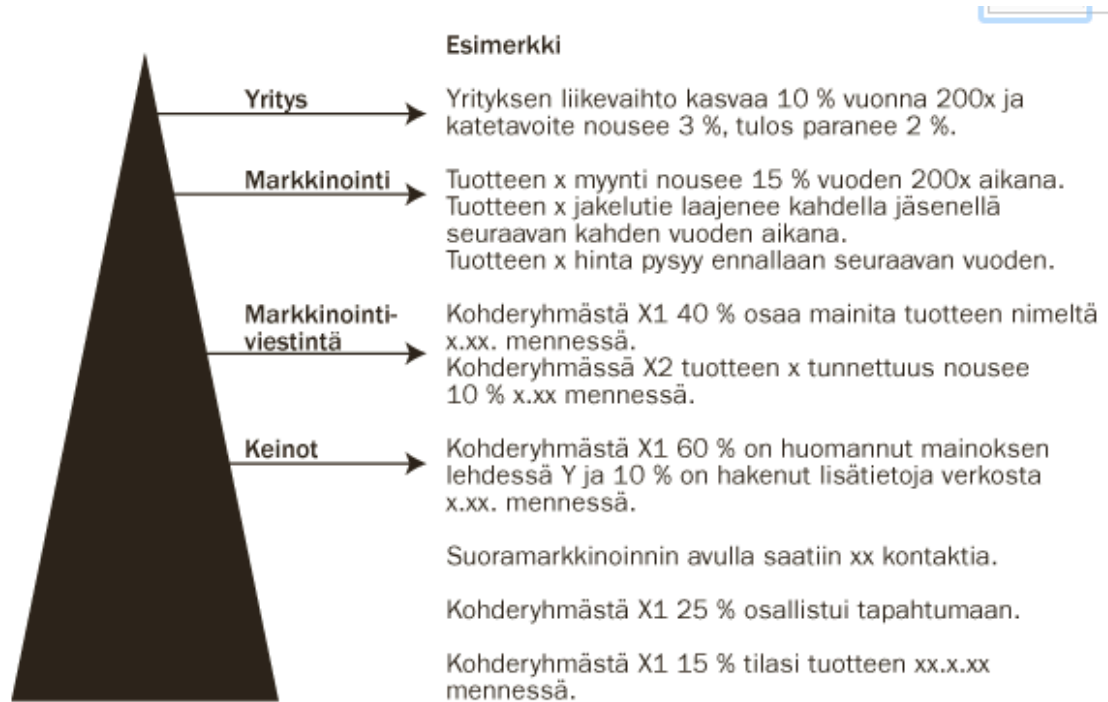 Esimerkki
Yritys
Yrityksen liikevaihto kasvaa 10 % vuonna 200x ja
katetavoite nousee 3 %, tulos paranee 2 %.
Markkinointi
Tuotteen x myynti nousee 15 % vuoden 200x aikana.
Tuotteen x jakelutie laajenee kahdella jäsenellä
seuraavan kahden vuoden aikana.
Tuotteen x hinta pysyy ennallaan seuraavan vuoden.
Markkinointi-
viestintä
Kohderyhmästä X1 40 % osaa mainita tuotteen nimeltä
x.xx. mennessä.
Kohderyhmässä X2 tuotteen x tunnettuus nousee
10 % x.xx mennessä.
Keinot
Kohderyhmästä X1 60 % on huomannut mainoksen
lehdessä Y ja 10 % on hakenut lisätietoja verkosta
x.xx. mennessä.
Suoramarkkinoinnin avulla saatiin xx kontaktia.
Kohderyhmästä X1 25 % osallistui tapahtumaan.
Kohderyhmästä X1 15 % tilasi tuotteen xx.x.xx
mennessä.